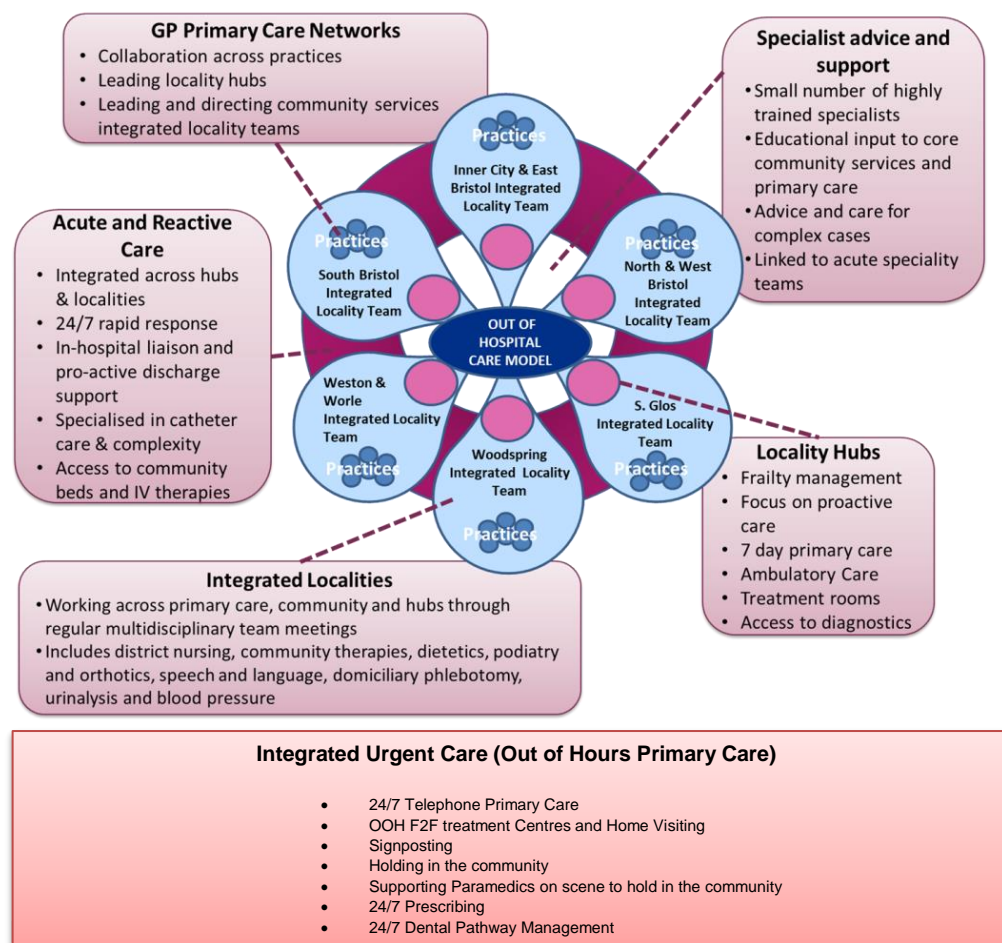 GP Primary Care Networks
• Collaboration across practices
• Leading locality hubs
• Leading and directing community services
integrated locality teams
Specialist advice and
support
• Small number of highly
trained specialists
• Educational input to core
community services and
primary care
• Advice and care for
complex cases
• Linked to acute speciality
teams
Practices
Inner City & East
Bristol Integrated
Locality Team
Acute and Reactive
Care
• Integrated across hubs
& localities
• 24/7 rapid response
• In-hospital liaison and
pro-active discharge
support
• Specialised in catheter
care & complexity
• Access to community
beds and IV therapies
Practices
South Bristol
Integrated
Locality Team
Practices
North & West
Bristol
Integrated
Locality Team
OUT OF
HOSPITAL
CARE MODEL
Weston &
Worle
Integrated Locality
Team
Practices
Woodspring
Integrated Locality
Team
Practices
S. Glos
Integrated Locality
Team
Practices
Locality Hubs
• Frailty management
• Focus on proactive
care
• 7 day primary care
• Ambulatory Care
• Treatment rooms
• Access to diagnostics
Integrated Localities
• Working across primary care, community and hubs through
regular multidisciplinary team meetings
• Includes district nursing, community therapies, dietetics, podiatry
and orthotics, speech and language, domiciliary phlebotomy,
urinalysis and blood pressure
Integrated Urgent Care (Out of Hours Primary Care)
• 24/7 Telephone Primary Care
• OOH F2F treatment Centres and Home Visiting
• Signposting
• Holding in the community
• Supporting Paramedics on scene to hold in the community
• 24/7 Prescribing
• 24/7 Dental Pathway Management